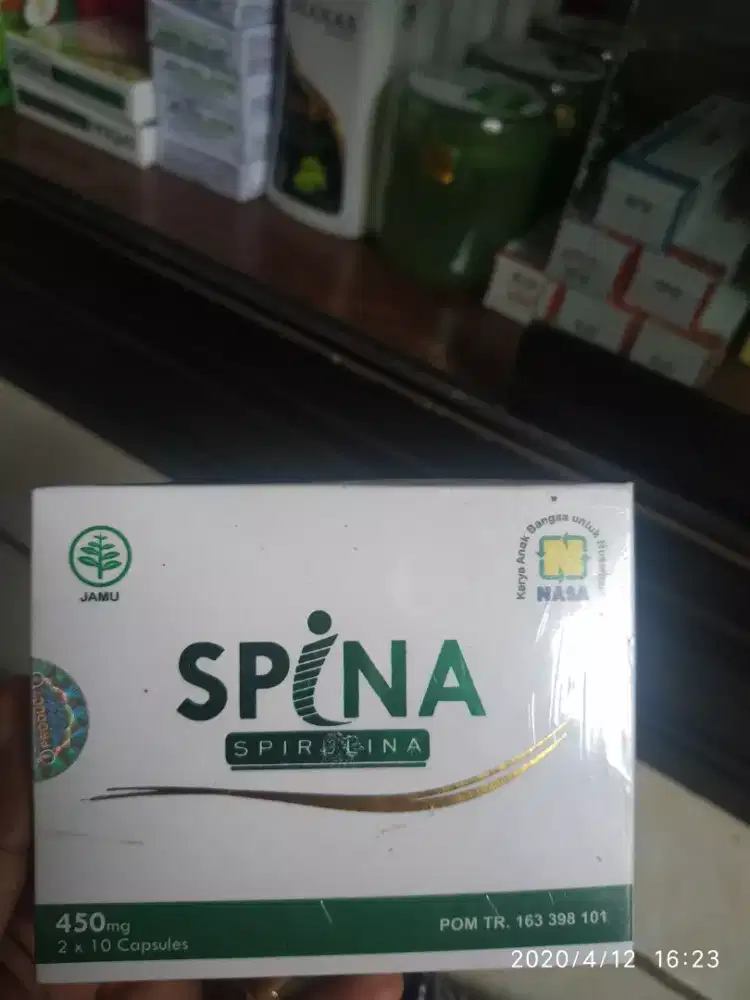 JAMU
Karya Anak Bangsa untuk
NASA
SPiNA
SPIRULINA
PRODUCT
450mg
2 x 10 Capsules
POM TR. 163 398 101
2020/4/12 16:23